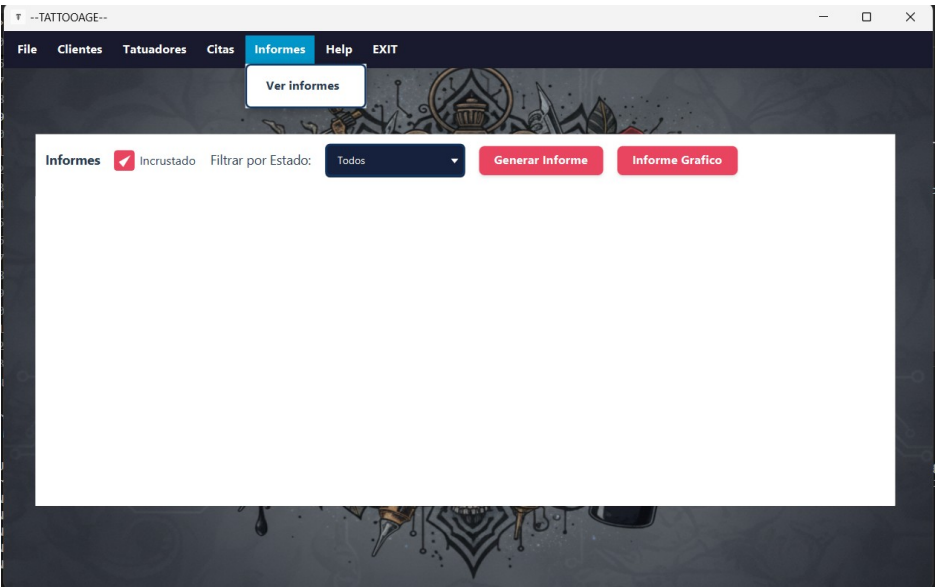 T --TATTOOAGE--
File Clientes Tatuadores Citas Informes Help EXIT
Ver informes
Informes Incrustado Filtrar por Estado: Todos Generar Informe Informe Grafico